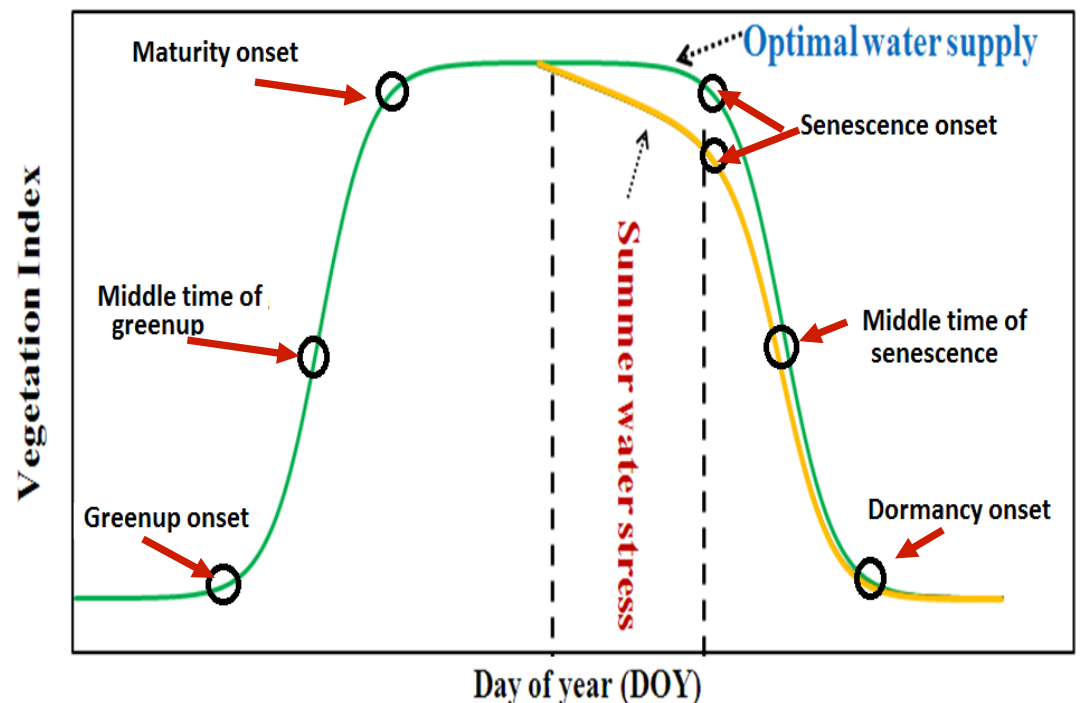 Maturity onset
Optimal water supply
Senescence onset
Vegetation Index
Summer water stress
Middle time of
greenup
Middle time of
senescence
Greenup onset
Dormancy onset
Day of year (DOY)